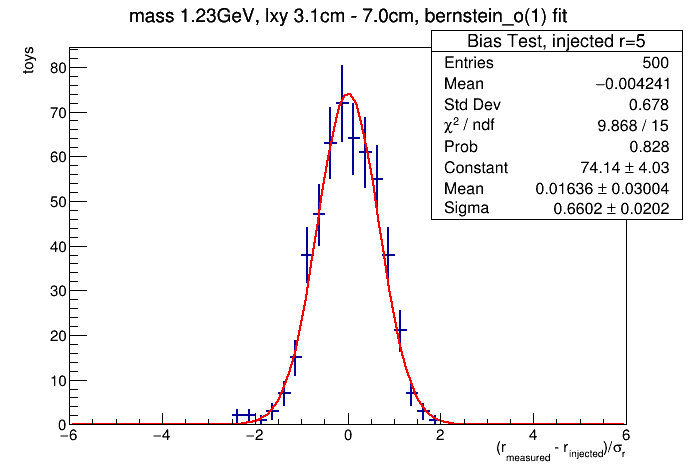 mass 1.23GeV, lxy 3.1cm - 7.0cm, bernstein_o(1) fit
toys
Bias Test, injected r=5
Entries 500
Mean −0.004241
Std Dev 0.678
χ² / ndf 9.868 / 15
Prob 0.828
Constant 74.14 ± 4.03
Mean 0.01636 ± 0.03004
Sigma 0.6602 ± 0.0202
80
70
60
50
40
30
20
10
0
−6 −4 −2 0 2 4 6
(r_measured - r_injected)/σ_r